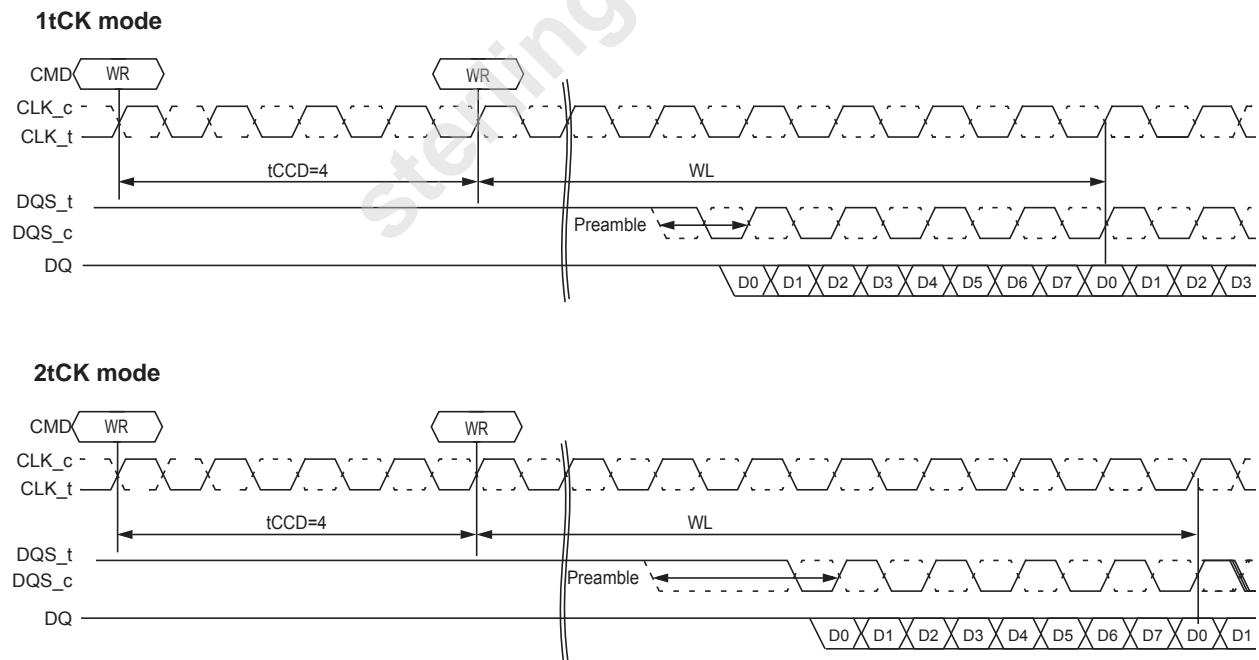 1tCK mode
CMD WR WR
CLK_c
CLK_t
tCCD=4 WL
DQS_t
Preamble
DQS_c
DQ D0 D1 D2 D3 D4 D5 D6 D7 D0 D1 D2 D3
2tCK mode
CMD WR WR
CLK_c
CLK_t
tCCD=4 WL
DQS_t
DQS_c Preamble
DQ D0 D1 D2 D3 D4 D5 D6 D7 D0 D1